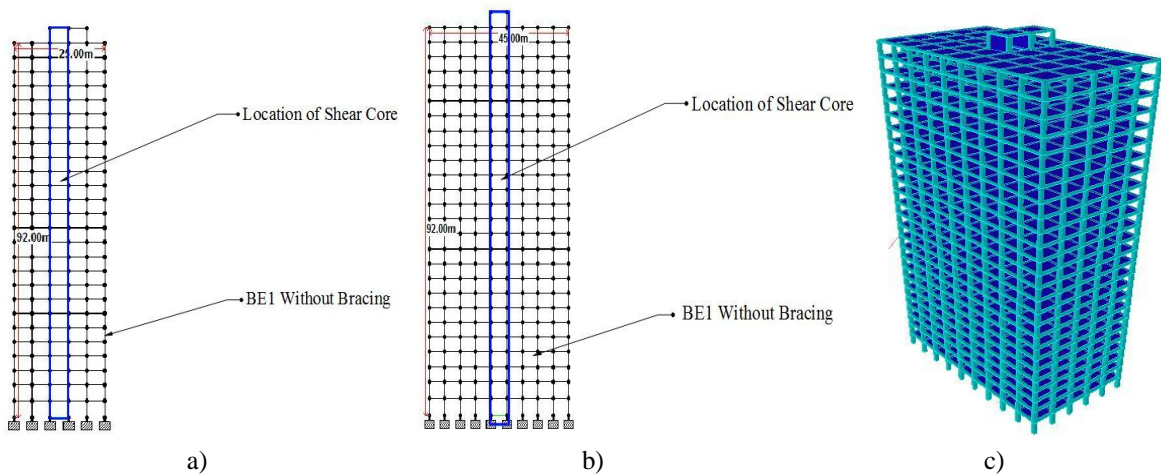 25.00m
Location of Shear Core
92.00m
BE1 Without Bracing
a)
45.00m
Location of Shear Core
92.00m
BE1 Without Bracing
b)
c)